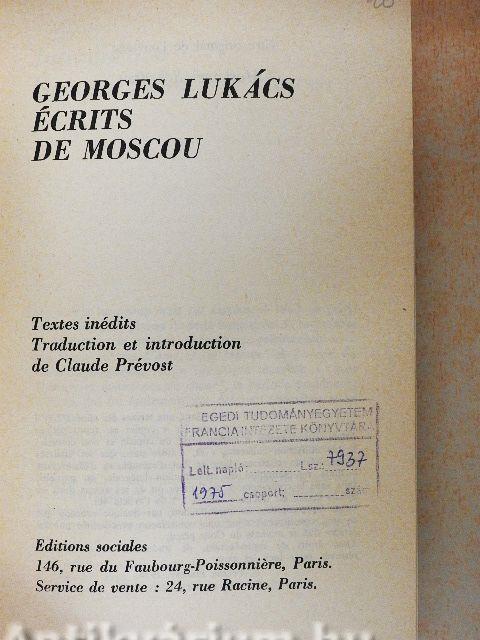 GEORGES LUKÁCS
ÉCRITS
DE MOSCOU
Textes inédits
Traduction et introduction
de Claude Prévost
EGEDI TUDOMÁNYEGYETEM
FRANCIA INTÉZETE KÖNYVTÁRA
Lelt. napló: Lsz.: 7937
1975 csoport; szám
Editions sociales
146, rue du Faubourg-Poissonnière, Paris.
Service de vente : 24, rue Racine, Paris.
Antikvárium.hu